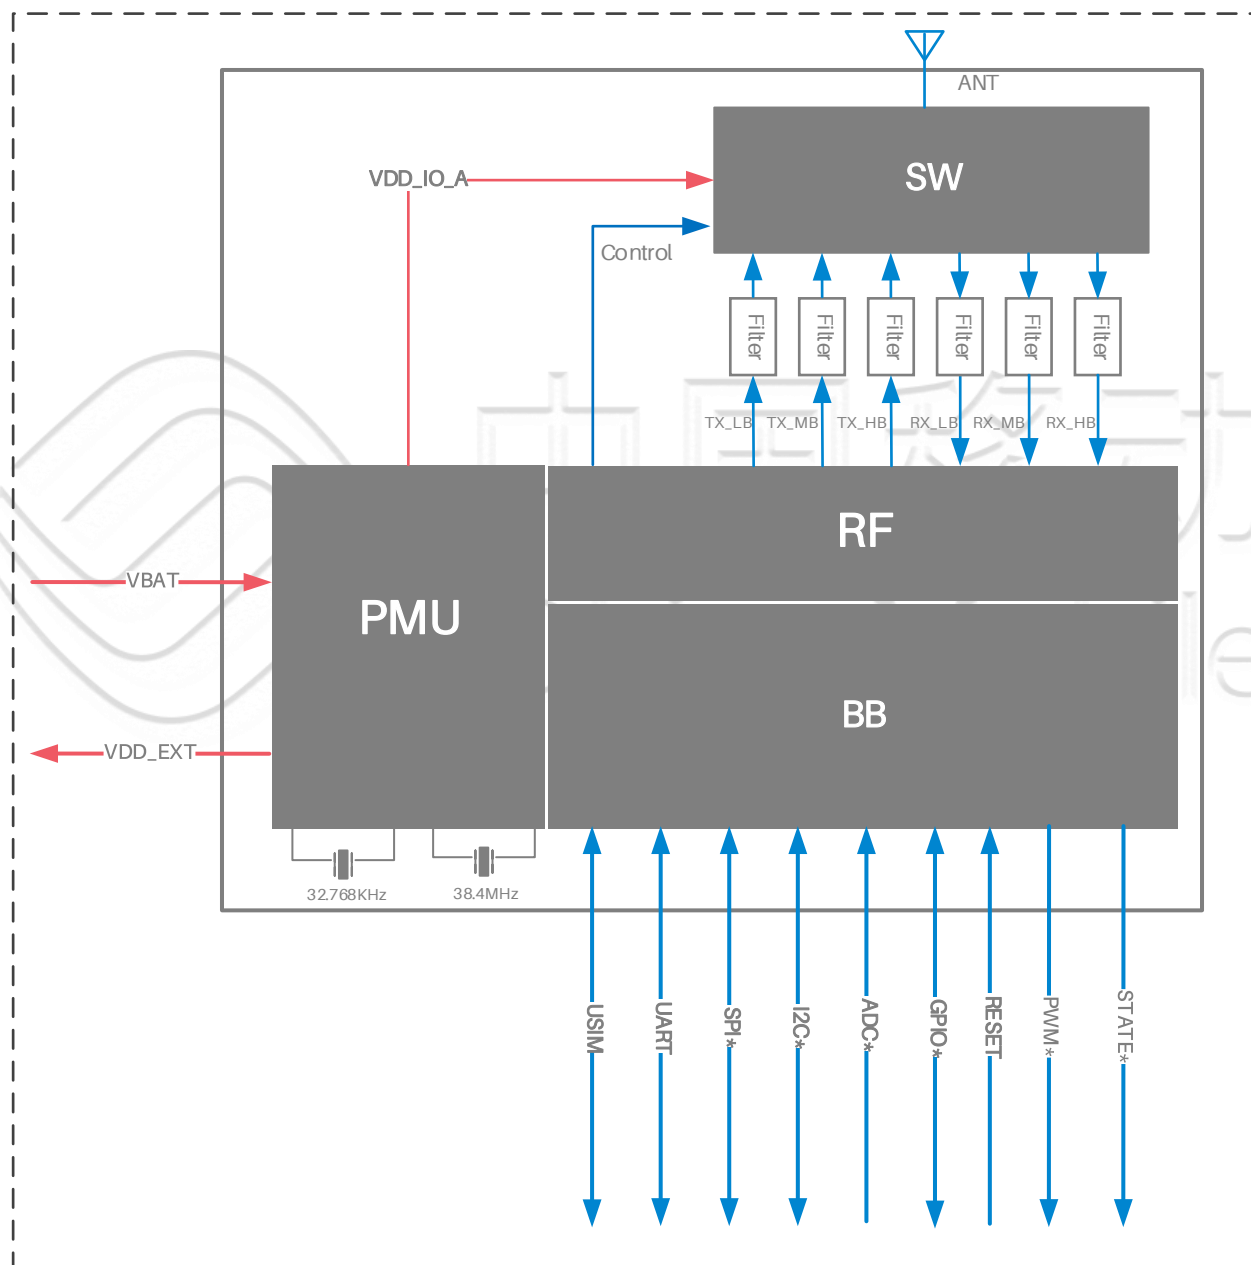 ANT
SW
VDD_IO_A
Control
Filter
Filter
Filter
Filter
Filter
Filter
TX_LB
TX_MB
TX_HB
RX_LB
RX_MB
RX_HB
RF
PMU
VBAT
BB
VDD_EXT
32.768KHz
38.4MHz
USIM
UART
SPI*
I2C*
ADC*
GPIO*
RESET
PWM*
STATE*